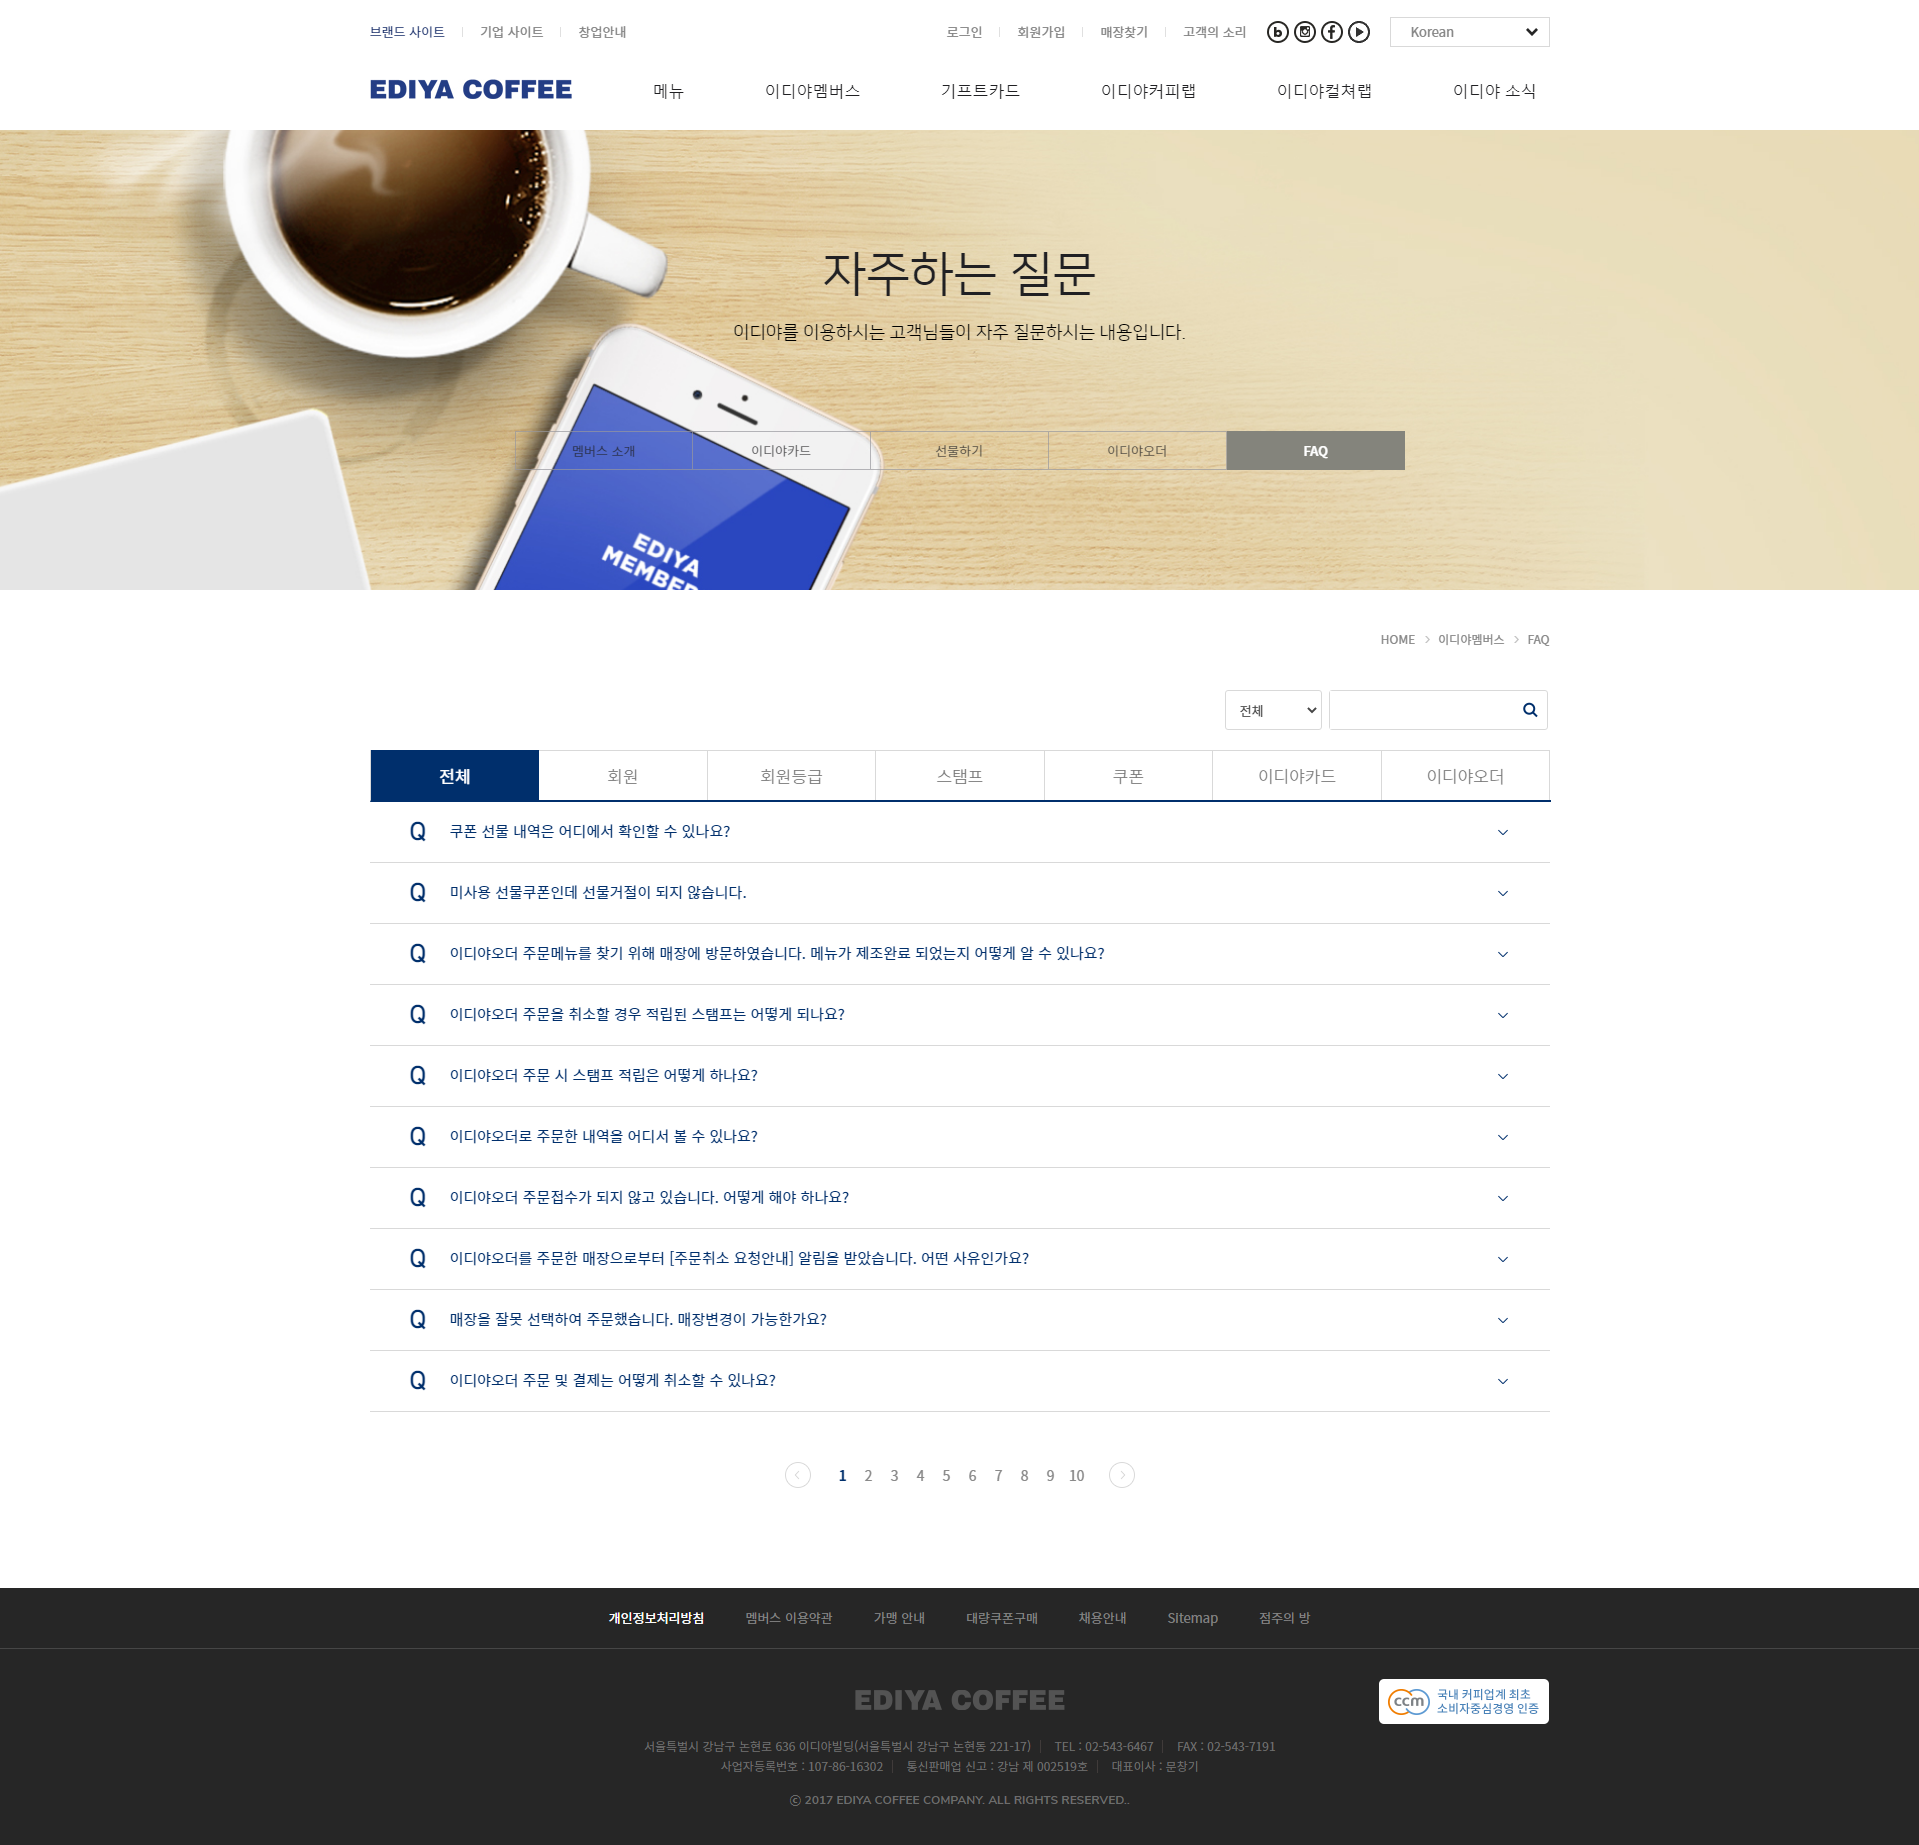 브랜드 사이트 기업 사이트 창업안내 로그인 회원가입 매장찾기 고객의 소리 Korean
EDIYA COFFEE 메뉴 이디야멤버스 기프트카드 이디야커피랩 이디야컬쳐랩 이디야 소식
자주하는 질문
이디야를 이용하시는 고객님들이 자주 질문하시는 내용입니다.
멤버스 소개 이디야카드 선물하기 이디야오더 FAQ
EDIYA
MEMBER
HOME 이디야멤버스 FAQ
전체
전체 회원 회원등급 스탬프 쿠폰 이디야카드 이디야오더
Q 쿠폰 선물 내역은 어디에서 확인할 수 있나요?
Q 미사용 선물쿠폰인데 선물거절이 되지 않습니다.
Q 이디야오더 주문메뉴를 찾기 위해 매장에 방문하였습니다. 메뉴가 제조완료 되었는지 어떻게 알 수 있나요?
Q 이디야오더 주문을 취소할 경우 적립된 스탬프는 어떻게 되나요?
Q 이디야오더 주문 시 스탬프 적립은 어떻게 하나요?
Q 이디야오더로 주문한 내역을 어디서 볼 수 있나요?
Q 이디야오더 주문접수가 되지 않고 있습니다. 어떻게 해야 하나요?
Q 이디야오더를 주문한 매장으로부터 [주문취소 요청안내] 알림을 받았습니다. 어떤 사유인가요?
Q 매장을 잘못 선택하여 주문했습니다. 매장변경이 가능한가요?
Q 이디야오더 주문 및 결제는 어떻게 취소할 수 있나요?
1 2 3 4 5 6 7 8 9 10
개인정보처리방침 멤버스 이용약관 가맹 안내 대량쿠폰구매 채용안내 SItemap 점주의 방
EDIYA COFFEE
ccm 국내 커피업계 최초
소비자중심경영 인증
서울특별시 강남구 논현로 636 이디야빌딩(서울특별시 강남구 논현동 221-17) TEL : 02-543-6467 FAX : 02-543-7191
사업자등록번호 : 107-86-16302 통신판매업 신고 : 강남 제 002519호 대표이사 : 문창기
ⓒ 2017 EDIYA COFFEE COMPANY. ALL RIGHTS RESERVED..